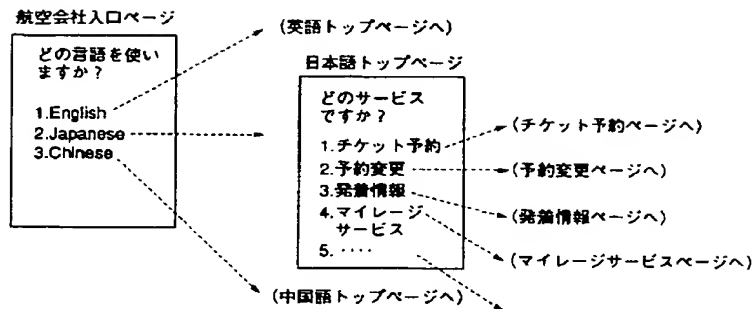 航空会社入口ページ
どの言語を使い
ますか？
1.English
2.Japanese
3.Chinese
(英語トップページへ)
日本語トップページ
どのサービス
ですか？
1.チケット予約
2.予約変更
3.発着情報
4.マイレージ
サービス
5.････
(チケット予約ページへ)
(予約変更ページへ)
(発着情報ページへ)
(マイレージサービスページへ)
(中国語トップページへ)